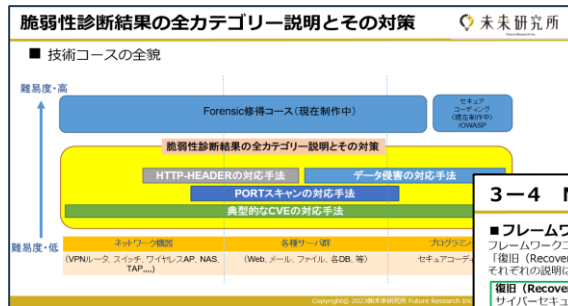 脆弱性診断結果の全カテゴリー説明とその対策
未来研究所
Future Research Inc.
■ 技術コースの全貌
難易度・高
Forensic修得コース（現在制作中）
セキュア
コーディング
（現在制作中）
/OWASP
脆弱性診断結果の全カテゴリー説明とその対策
HTTP-HEADERの対応手法
データ侵害の対応手法
PORTスキャンの対応手法
典型的なCVEの対応手法
難易度・低
ネットワーク機器
各種サーバ群
プログラミン
(VPNルータ, スイッチ, ワイヤレスAP, NAS,
TAP,,,,,)
(Web, メール, ファイル, 各DB, 等)
セキュアコーディ
Copyright© 2023㈱未来研究所 Future Research Inc
３－４
■フレームワ
フレームワークコ
「復旧（Recover
それぞれの説明は
復旧（Recover
サイバーセキュ